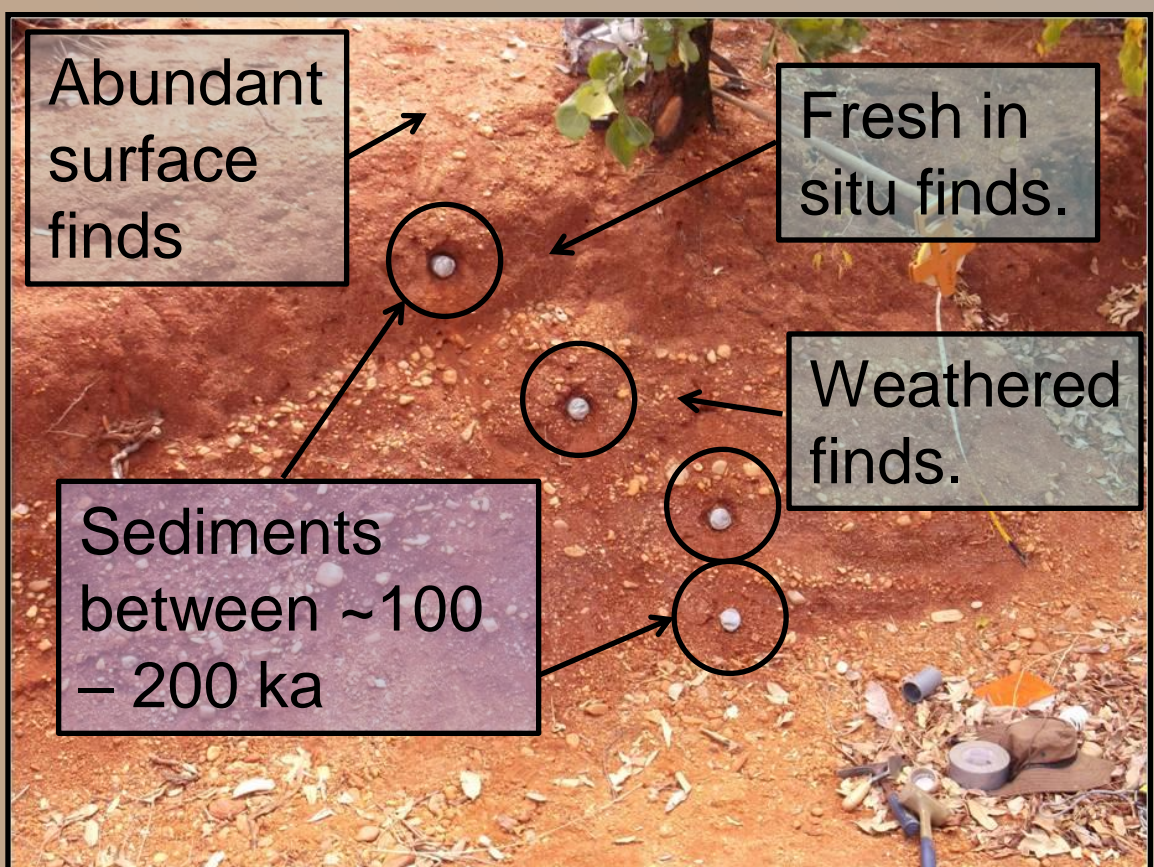 Abundant
surface
finds
Fresh in
situ finds.
Weathered
finds.
Sediments
between ~100
– 200 ka